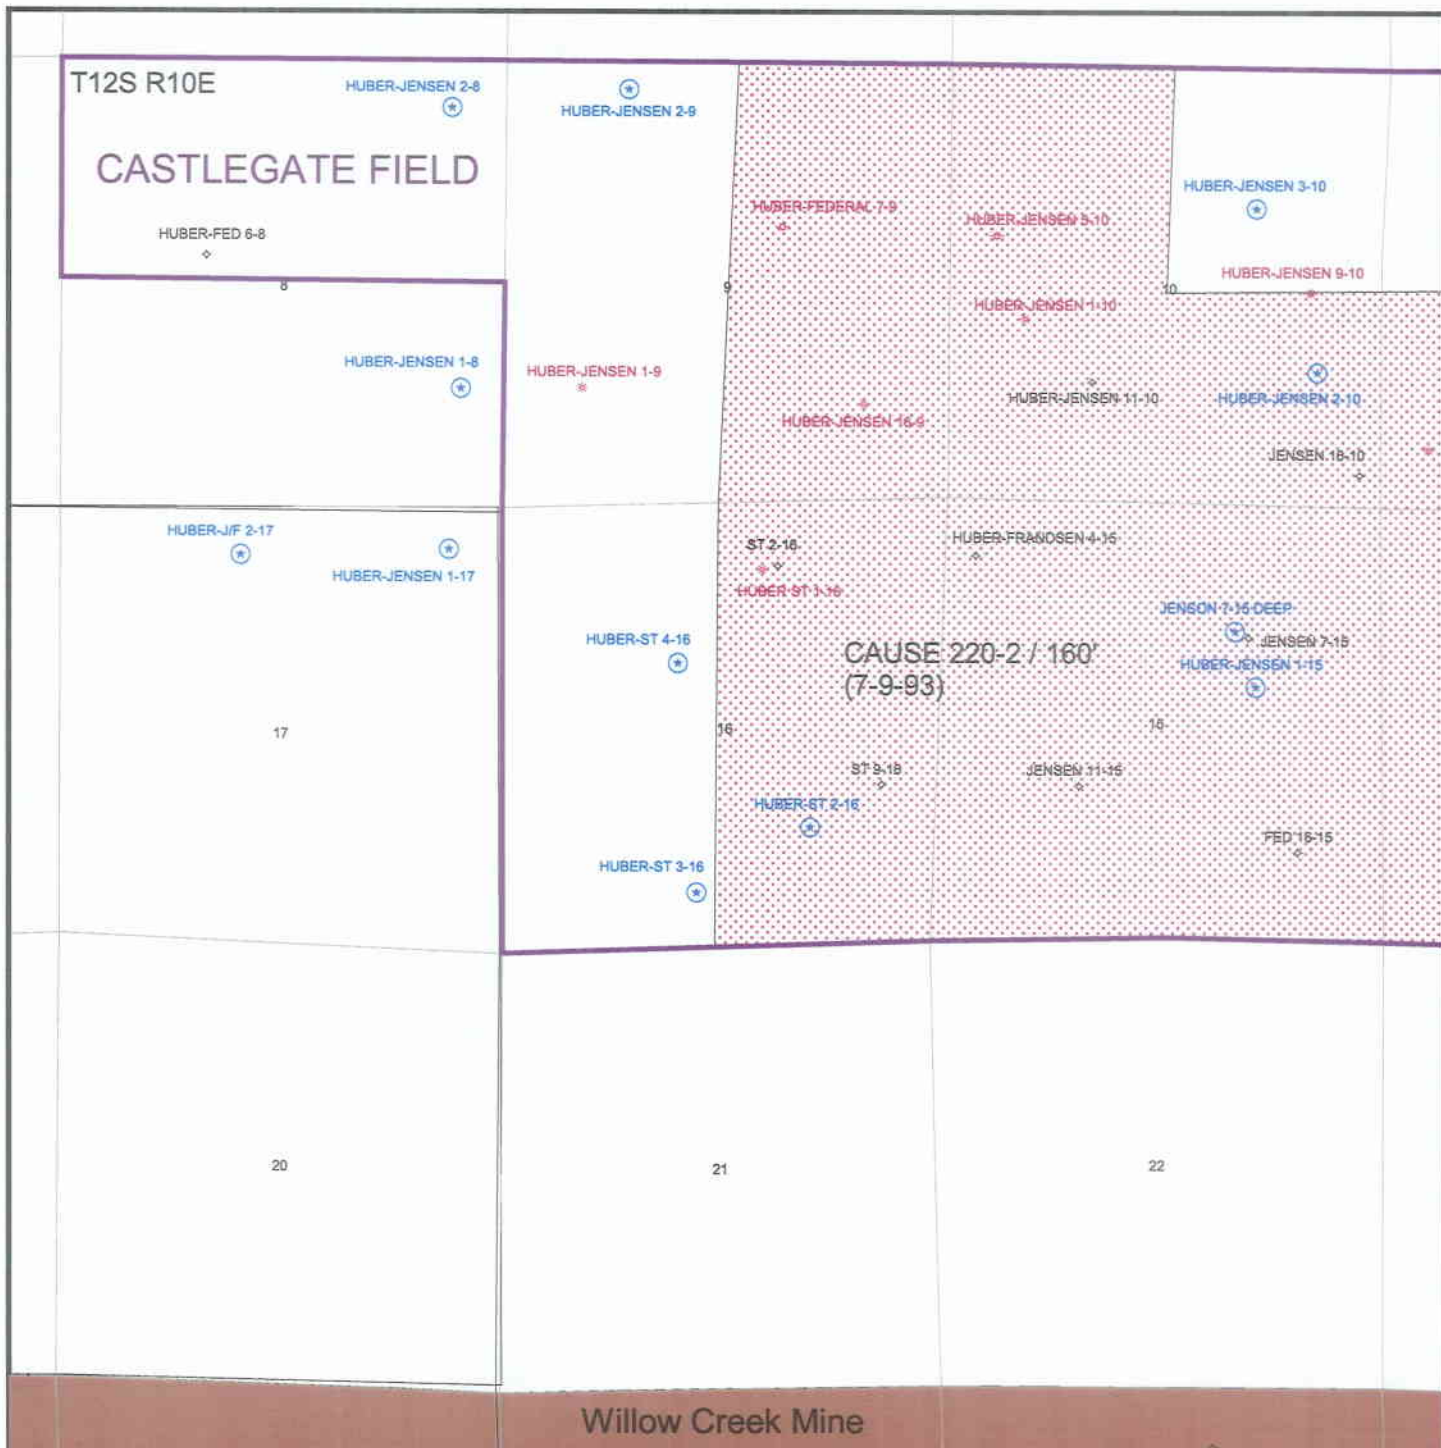 T12S R10E
HUBER-JENSEN 2-8
HUBER-JENSEN 2-9
CASTLEGATE FIELD
HUBER-JENSEN 3-10
HUBER-FEDERAL 7-9
HUBER-JENSEN 5-10
HUBER-FED 6-8
HUBER-JENSEN 9-10
8
9
10
HUBER-JENSEN 1-10
HUBER-JENSEN 1-8
HUBER-JENSEN 1-9
HUBER-JENSEN 11-10
HUBER-JENSEN 2-10
HUBER-JENSEN 16-9
JENSEN 16-10
HUBER-J/F 2-17
HUBER-JENSEN 1-17
ST 2-16
HUBER-FRANDSEN 4-15
HUBER ST 1-16
JENSON 7-15 DEEP
HUBER-ST 4-16
JENSEN 7-15
CAUSE 220-2 / 160'
(7-9-93)
HUBER-JENSEN 1-15
17
16
15
ST 9-16
JENSEN 11-15
HUBER-ST 2-16
FED 16-15
HUBER-ST 3-16
20
21
22
Willow Creek Mine